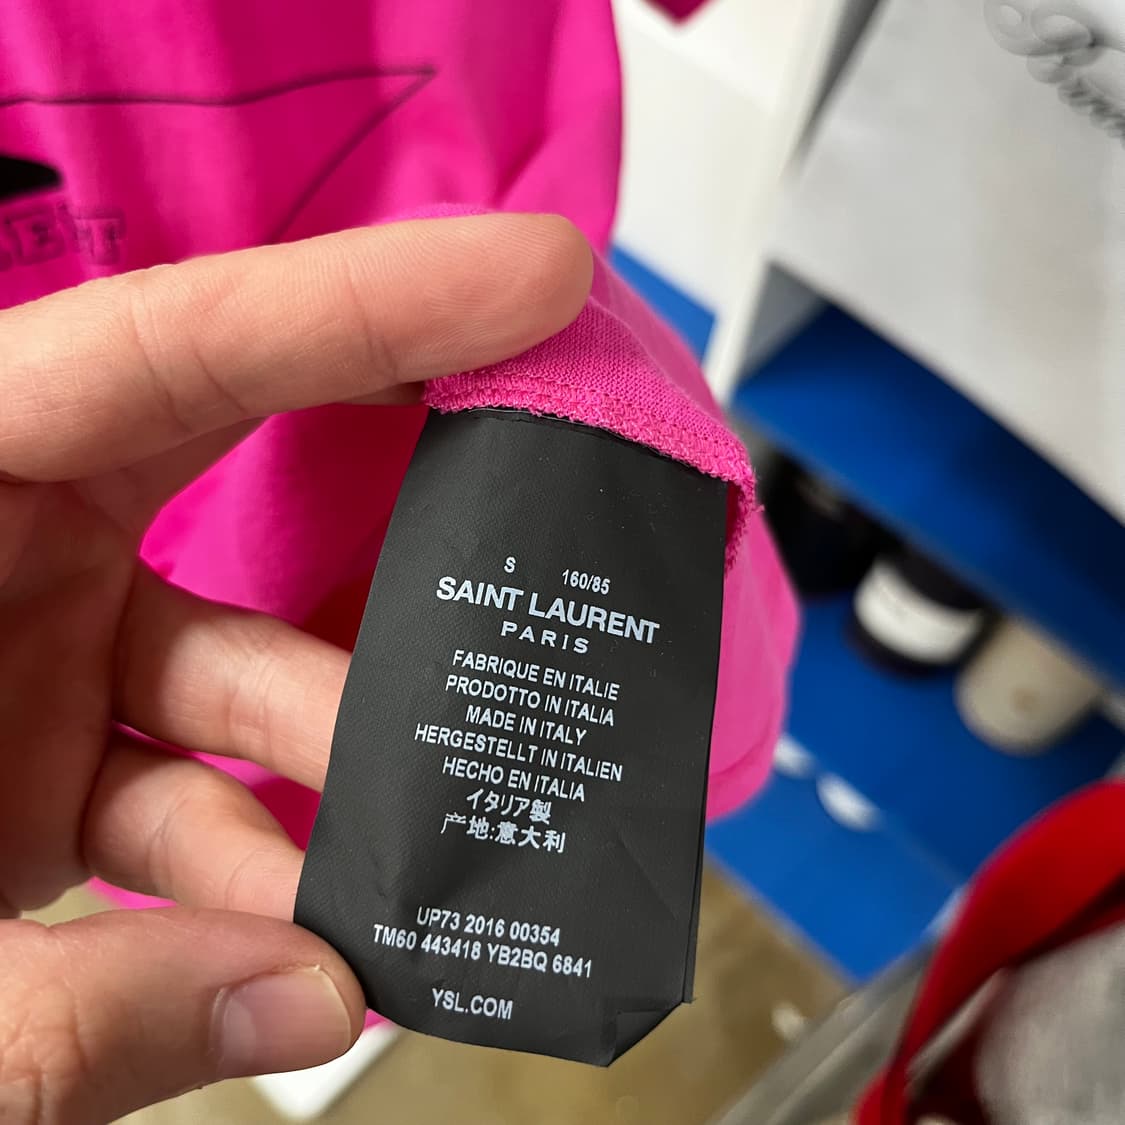 S 160/85
SAINT LAURENT
PARIS
FABRIQUE EN ITALIE
PRODOTTO IN ITALIA
MADE IN ITALY
HERGESTELLT IN ITALIEN
HECHO EN ITALIA
イタリア製
产地:意大利
UP73 2016 00354
TM60 443418 YB2BQ 6841
YSL.COM